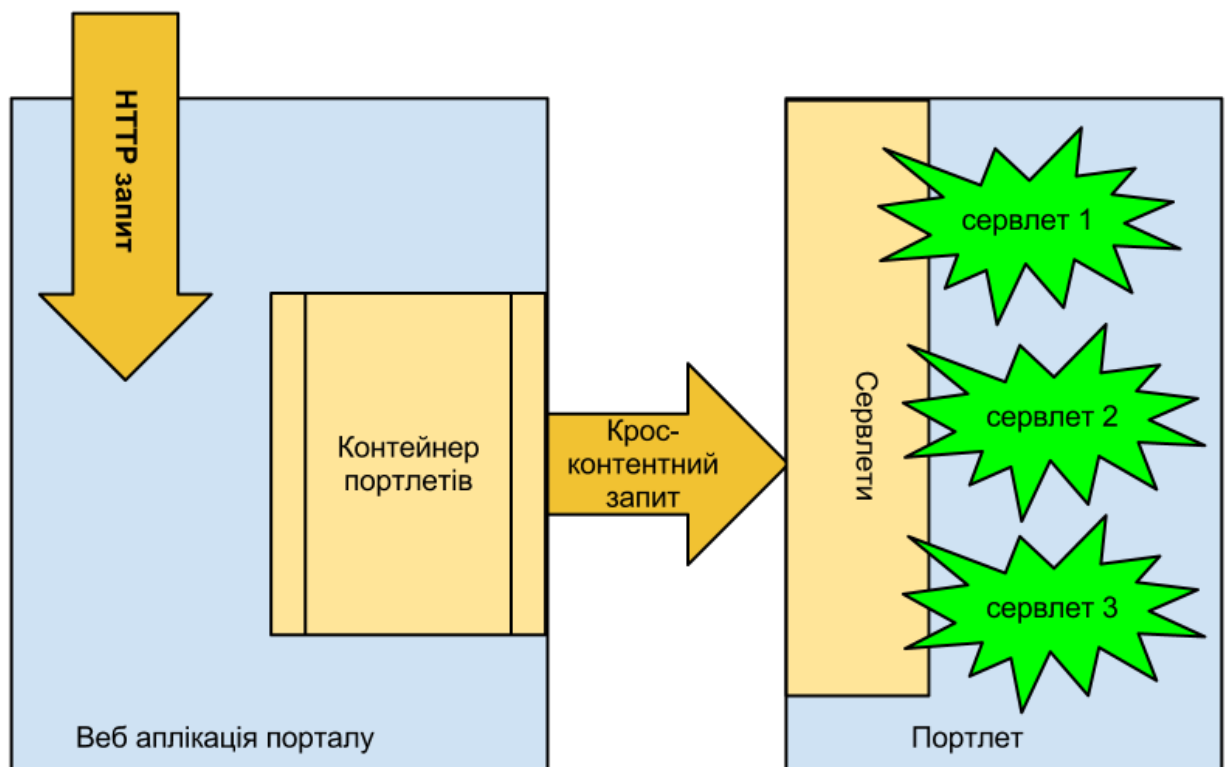 HTTP запит
Контейнер
портлетів
Веб аплікація порталу
Крос-
контентний
запит
Сервлети
сервлет 1
сервлет 2
сервлет 3
Портлет